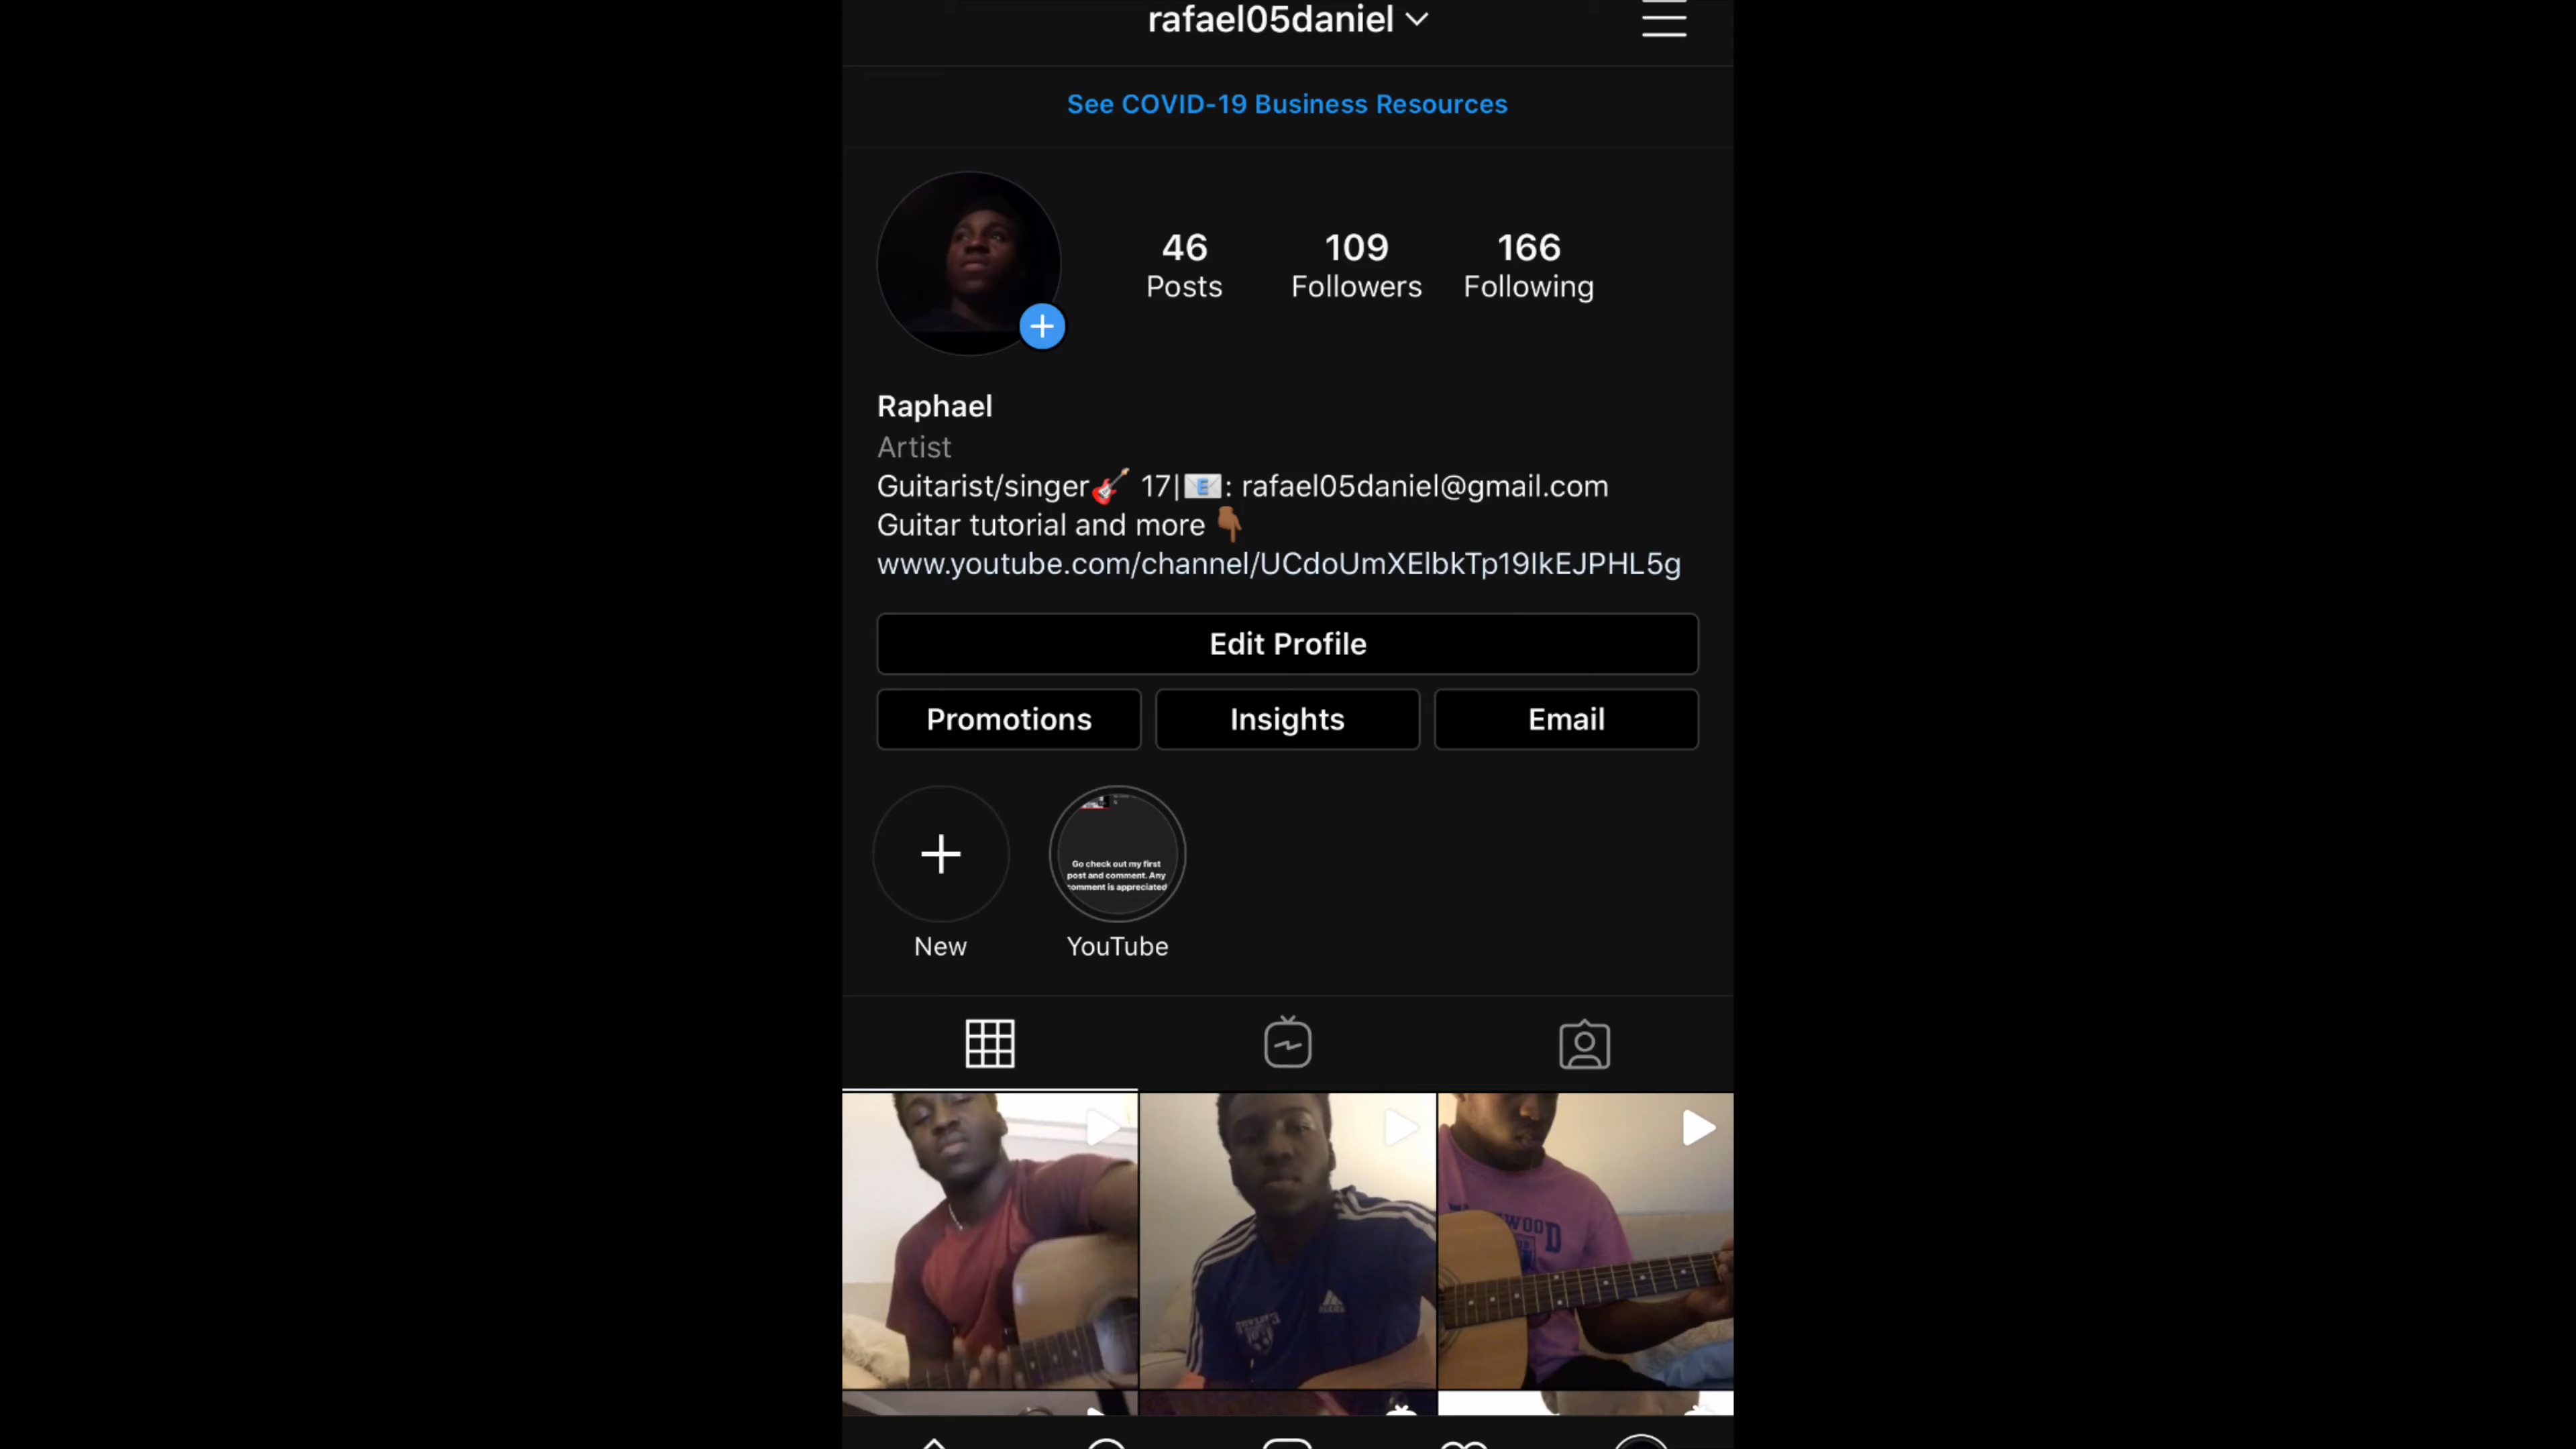 rafael05daniel
See COVID-19 Business Resources
46 109 166
Posts Followers Following
Raphael
Artist
Guitarist/singer🎸 17|📧: rafael05daniel@gmail.com
Guitar tutorial and more 👇🏾
www.youtube.com/channel/UCdoUmXElbkTp19IkEJPHL5g
Edit Profile
Promotions Insights Email
Go check out my first
post and comment. Any
comment is appreciated
New YouTube